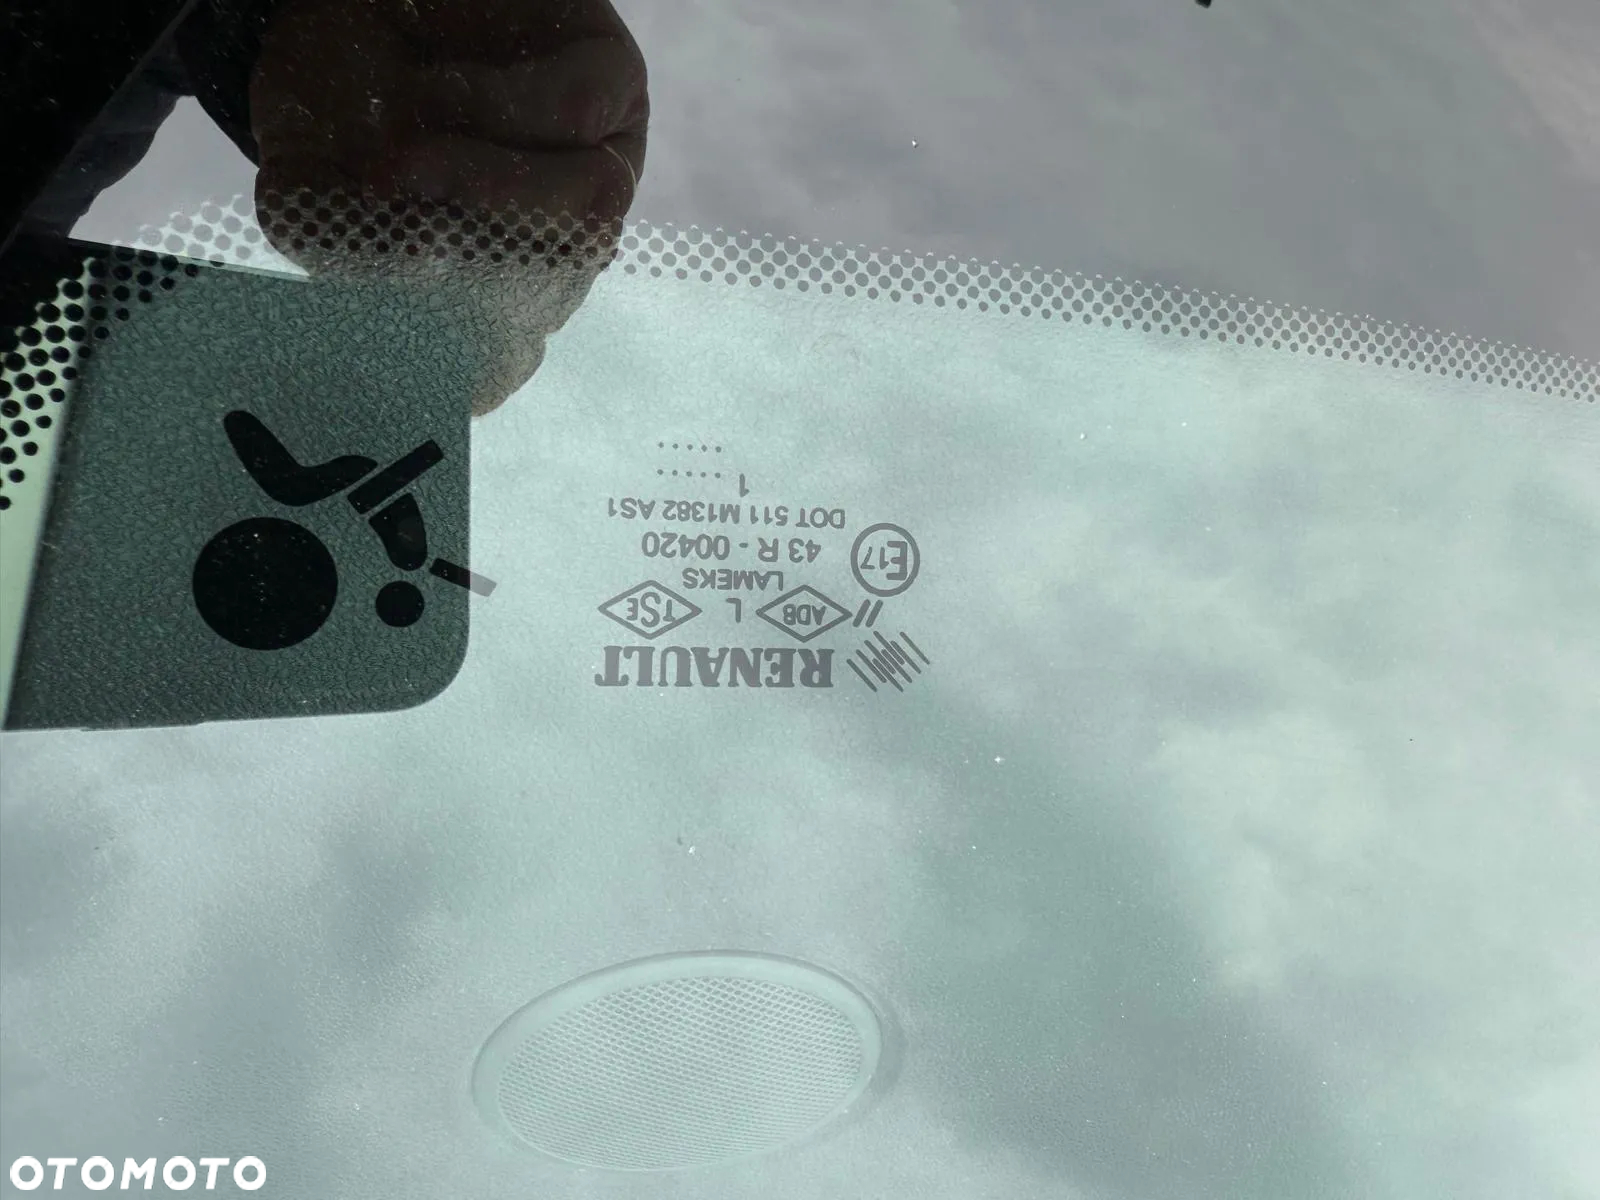 RENAULT
ADB L TSE
LAMEKS
E17 43 R - 00420
DOT 511 M1382 AS1
1
OTOMOTO